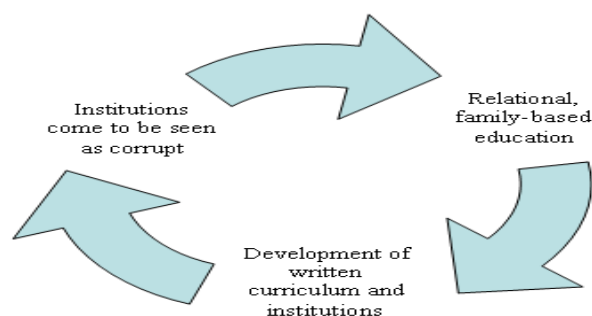 Institutions
come to be seen
as corrupt
Relational,
family-based
education
Development of
written
curriculum and
institutions